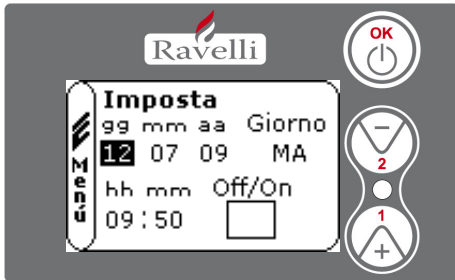 Ravelli
OK
Menú
Imposta
gg mm aa Giorno
12 07 09 MA
hh mm Off/On
09:50
2
1